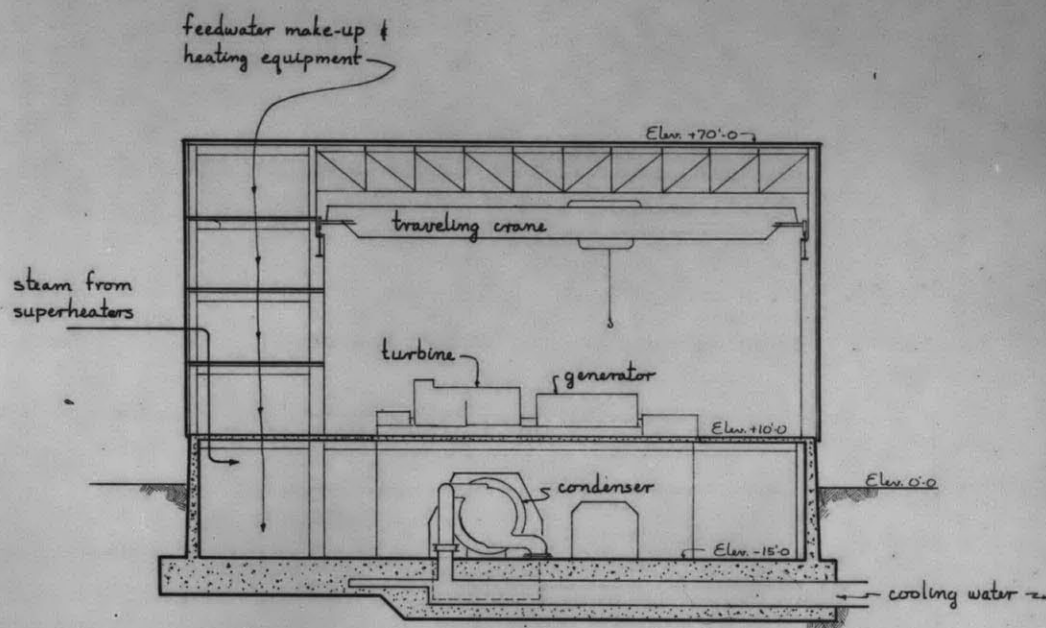 feedwater make-up &
heating equipment
Elev. +70'-0
traveling crane
steam from
superheaters
turbine
generator
Elev. +10'-0
condenser
Elev. 0'-0
Elev. -15'-0
cooling water